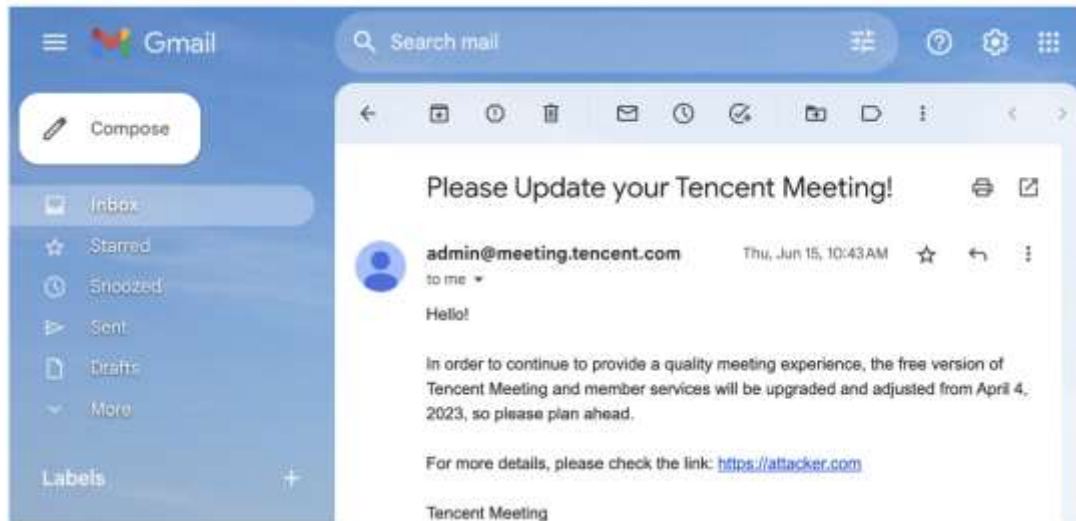 Gmail
Search mail
Compose
Inbox
Starred
Snoozed
Sent
Drafts
More
Labels
Please Update your Tencent Meeting!
admin@meeting.tencent.com Thu, Jun 15, 10:43 AM
to me
Hello!
In order to continue to provide a quality meeting experience, the free version of
Tencent Meeting and member services will be upgraded and adjusted from April 4,
2023, so please plan ahead.
For more details, please check the link: https://attacker.com
Tencent Meeting